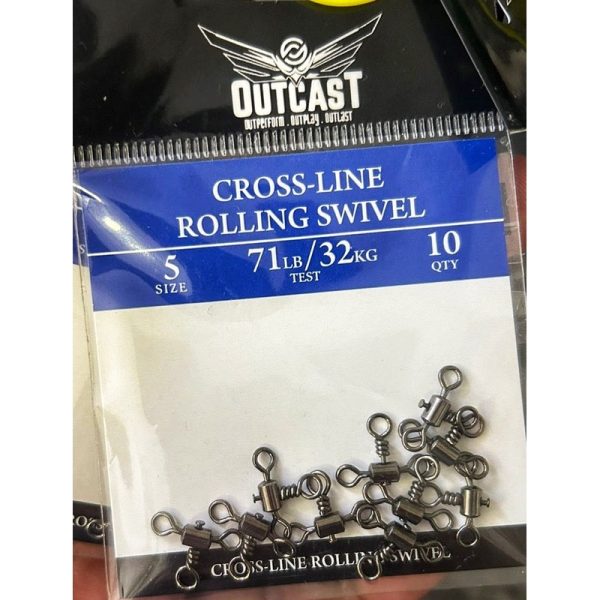 OUTCAST
OUTPERFORM . OUTPLAY . OUTLAST
CROSS-LINE
ROLLING SWIVEL
5 71LB/32KG 10
SIZE TEST QTY
CROSS-LINE ROLLING SWIVEL